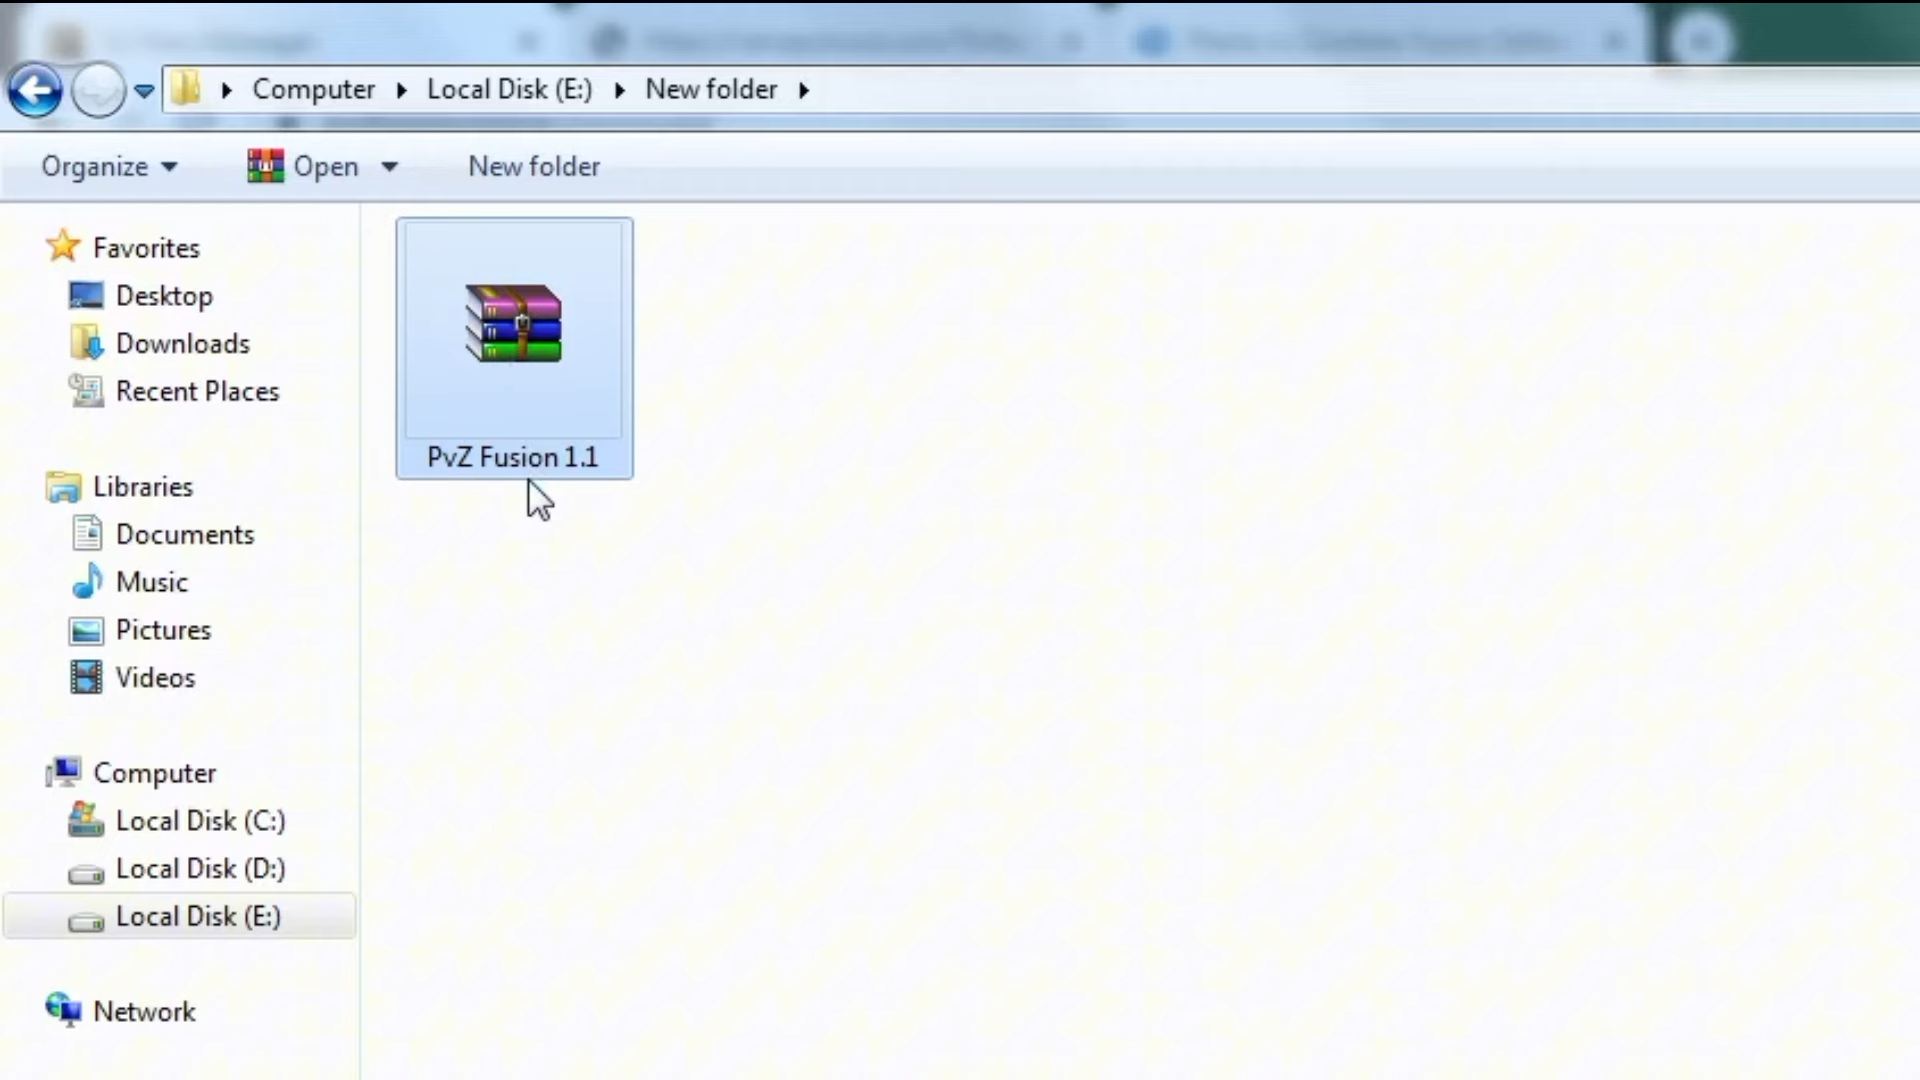 Computer
Local Disk (E:)
New folder
Organize
Open
New folder
Favorites
Desktop
Downloads
Recent Places
Libraries
Documents
Music
Pictures
Videos
Computer
Local Disk (C:)
Local Disk (D:)
Local Disk (E:)
Network
PvZ Fusion 1.1